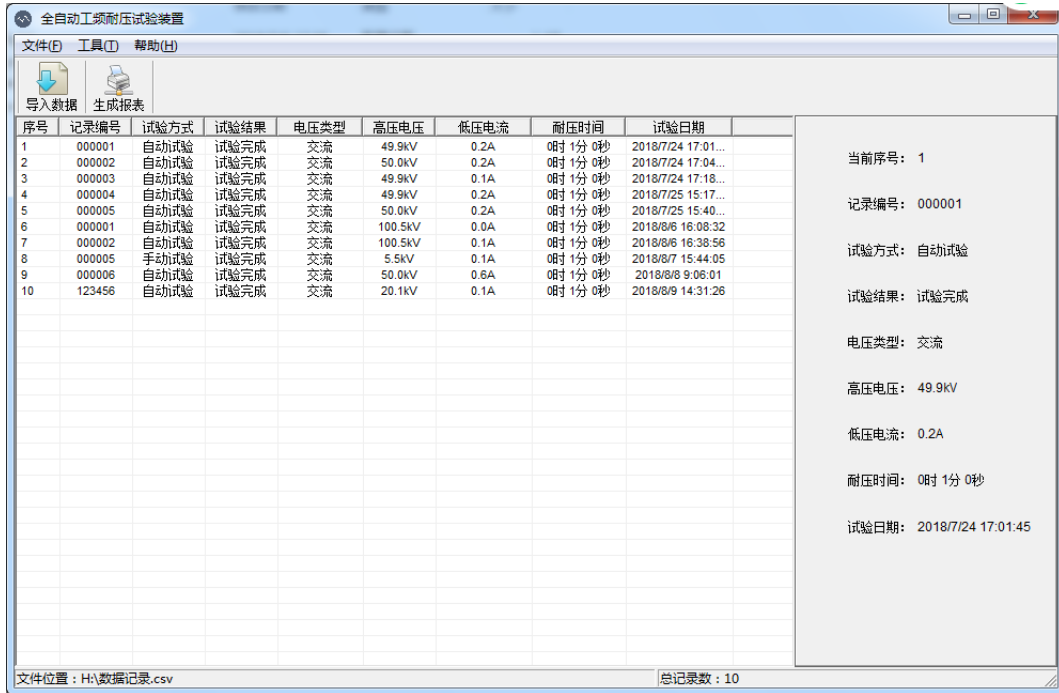 全自动工频耐压试验装置
文件(F) 工具(T) 帮助(H)
导入数据 生成报表
序号 记录编号 试验方式 试验结果 电压类型 高压电压 低压电流 耐压时间 试验日期
1 000001 自动试验 试验完成 交流 49.9kV 0.2A 0时 1分 0秒 2018/7/24 17:01...
2 000002 自动试验 试验完成 交流 50.0kV 0.2A 0时 1分 0秒 2018/7/24 17:04...
3 000003 自动试验 试验完成 交流 49.9kV 0.1A 0时 1分 0秒 2018/7/24 17:18...
4 000004 自动试验 试验完成 交流 49.9kV 0.2A 0时 1分 0秒 2018/7/25 15:17...
5 000005 自动试验 试验完成 交流 50.0kV 0.2A 0时 1分 0秒 2018/7/25 15:40...
6 000001 自动试验 试验完成 交流 100.5kV 0.0A 0时 1分 0秒 2018/8/6 16:08:32
7 000002 自动试验 试验完成 交流 100.5kV 0.1A 0时 1分 0秒 2018/8/6 16:38:56
8 000005 手动试验 试验完成 交流 5.5kV 0.1A 0时 1分 0秒 2018/8/7 15:44:05
9 000006 自动试验 试验完成 交流 50.0kV 0.6A 0时 1分 0秒 2018/8/8 9:06:01
10 123456 自动试验 试验完成 交流 20.1kV 0.1A 0时 1分 0秒 2018/8/9 14:31:26
当前序号： 1
记录编号： 000001
试验方式： 自动试验
试验结果： 试验完成
电压类型： 交流
高压电压： 49.9kV
低压电流： 0.2A
耐压时间： 0时 1分 0秒
试验日期： 2018/7/24 17:01:45
文件位置：H:\数据记录.csv 总记录数：10